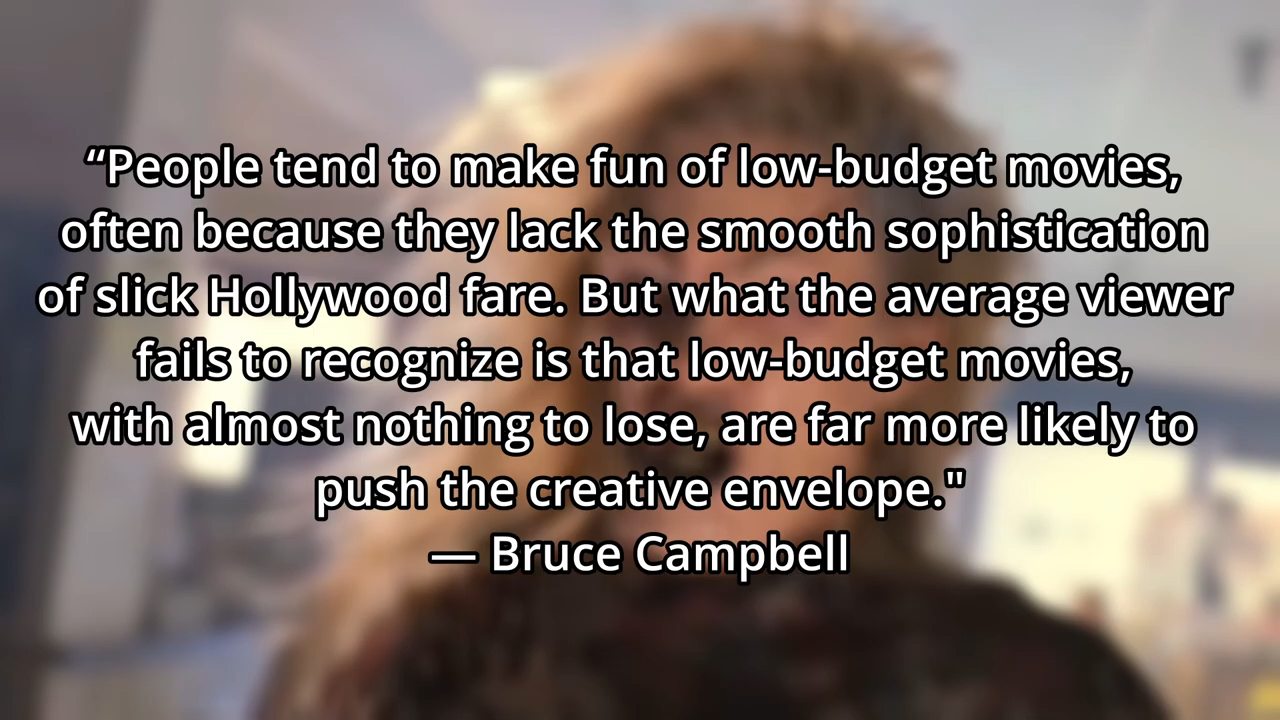 “People tend to make fun of low-budget movies,
often because they lack the smooth sophistication
of slick Hollywood fare. But what the average viewer
fails to recognize is that low-budget movies,
with almost nothing to lose, are far more likely to
push the creative envelope."
— Bruce Campbell